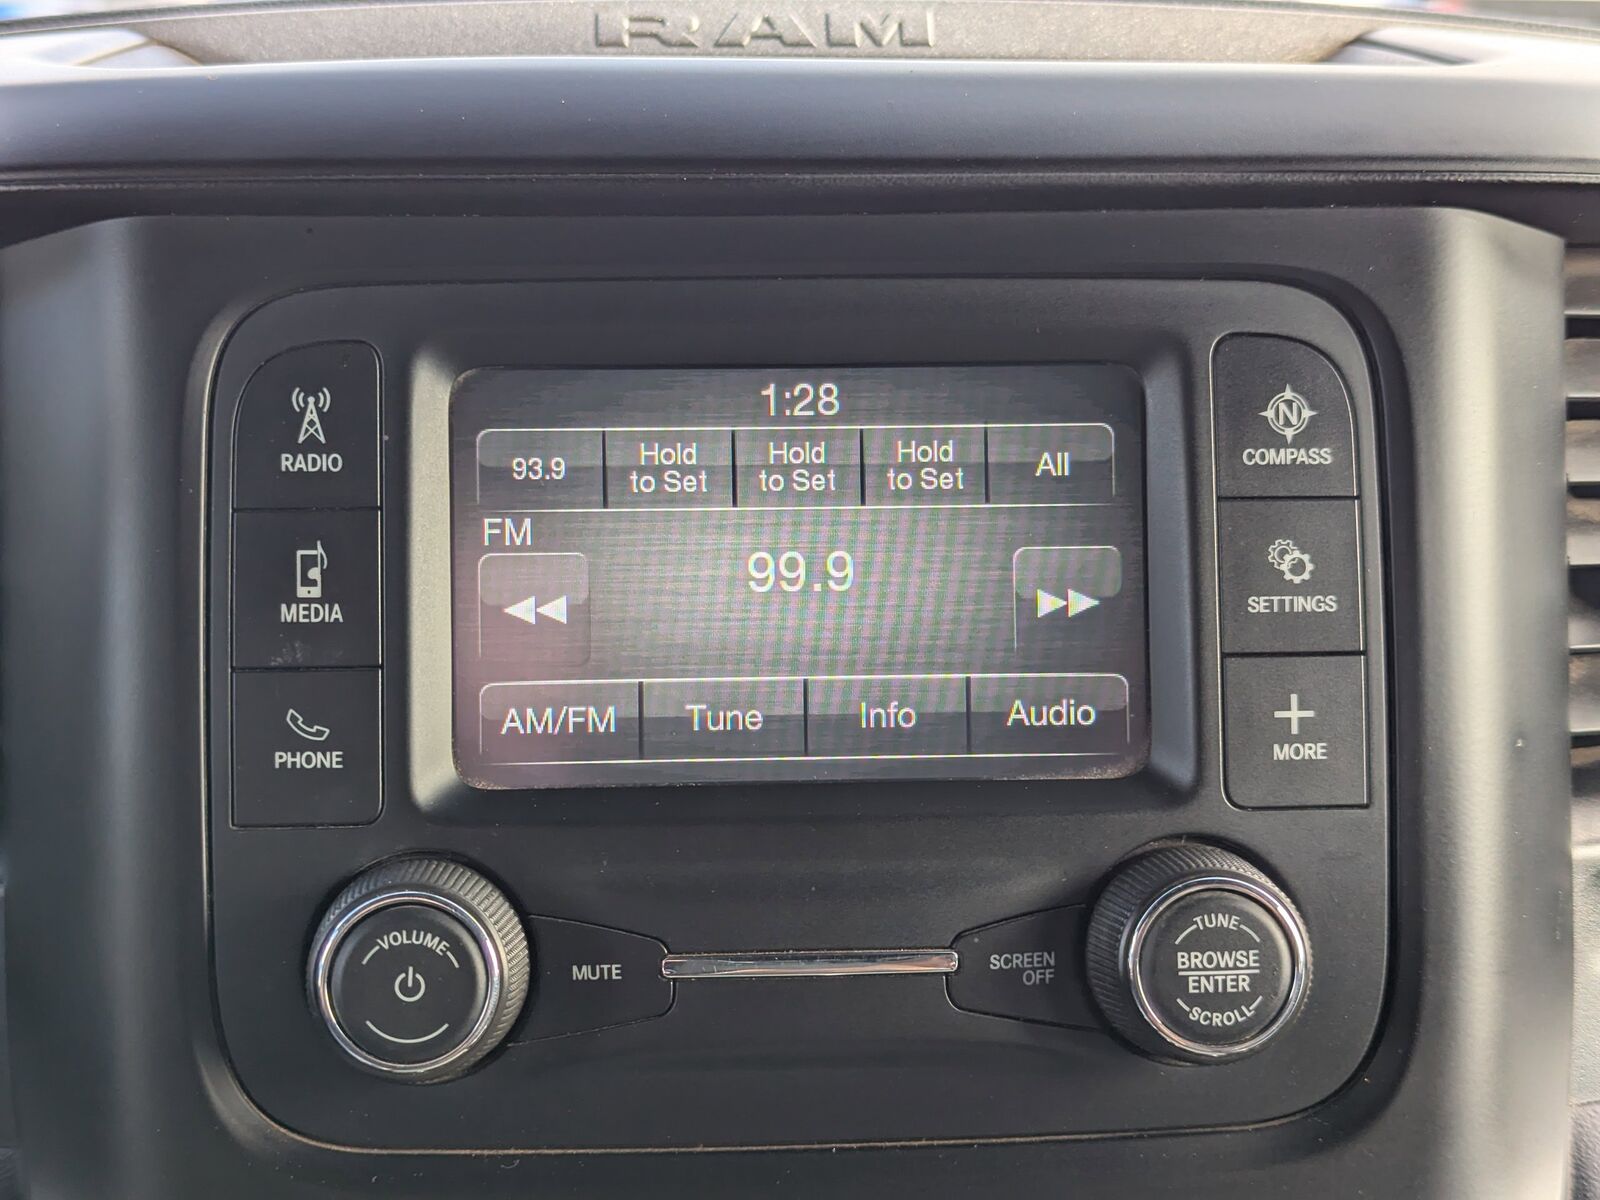 RAM
1:28
93.9
Hold
to Set
Hold
to Set
Hold
to Set
All
FM
99.9
AM/FM
Tune
Info
Audio
RADIO
MEDIA
PHONE
N
COMPASS
SETTINGS
MORE
VOLUME
MUTE
SCREEN
OFF
TUNE
BROWSE
ENTER
SCROLL